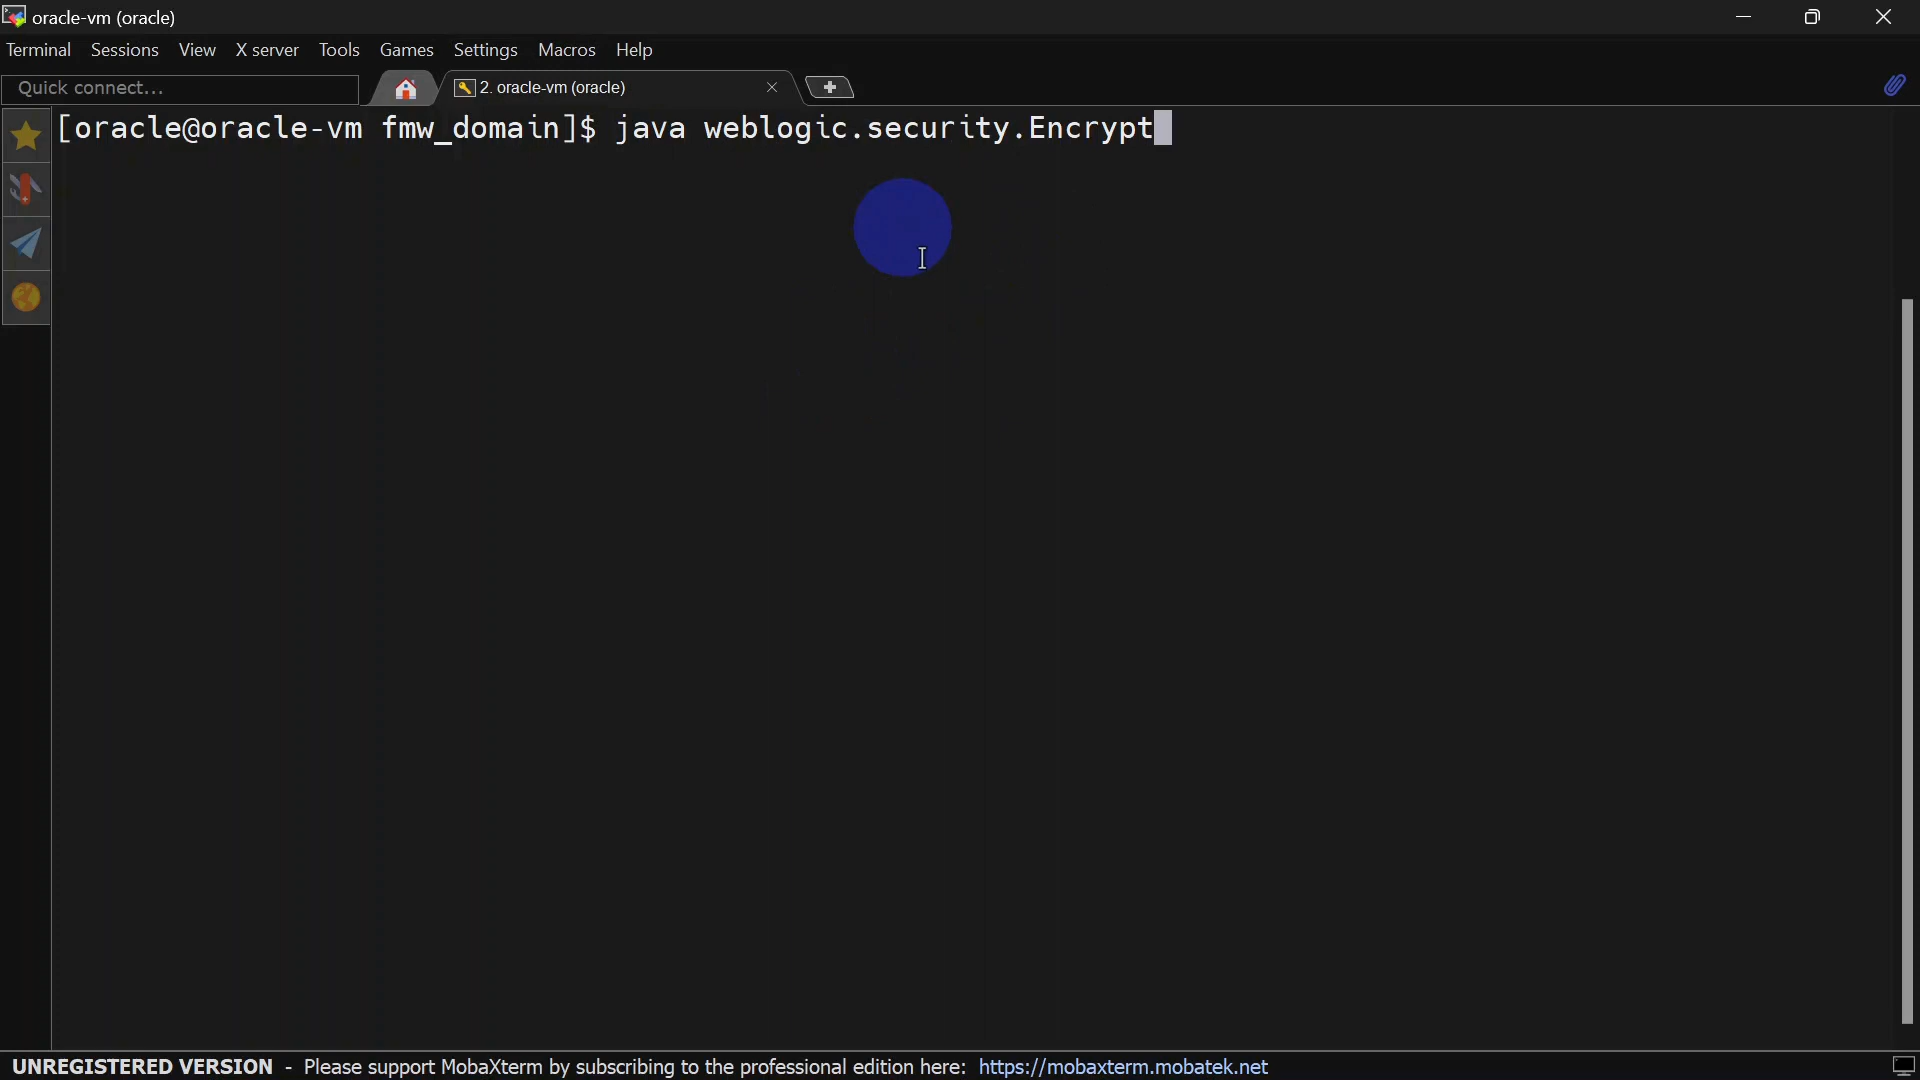 oracle-vm (oracle)
Terminal Sessions View X server Tools Games Settings Macros Help
Quick connect...
2. oracle-vm (oracle)
[oracle@oracle-vm fmw_domain]$ java weblogic.security.Encrypt
UNREGISTERED VERSION - Please support MobaXterm by subscribing to the professional edition here: https://mobaxterm.mobatek.net